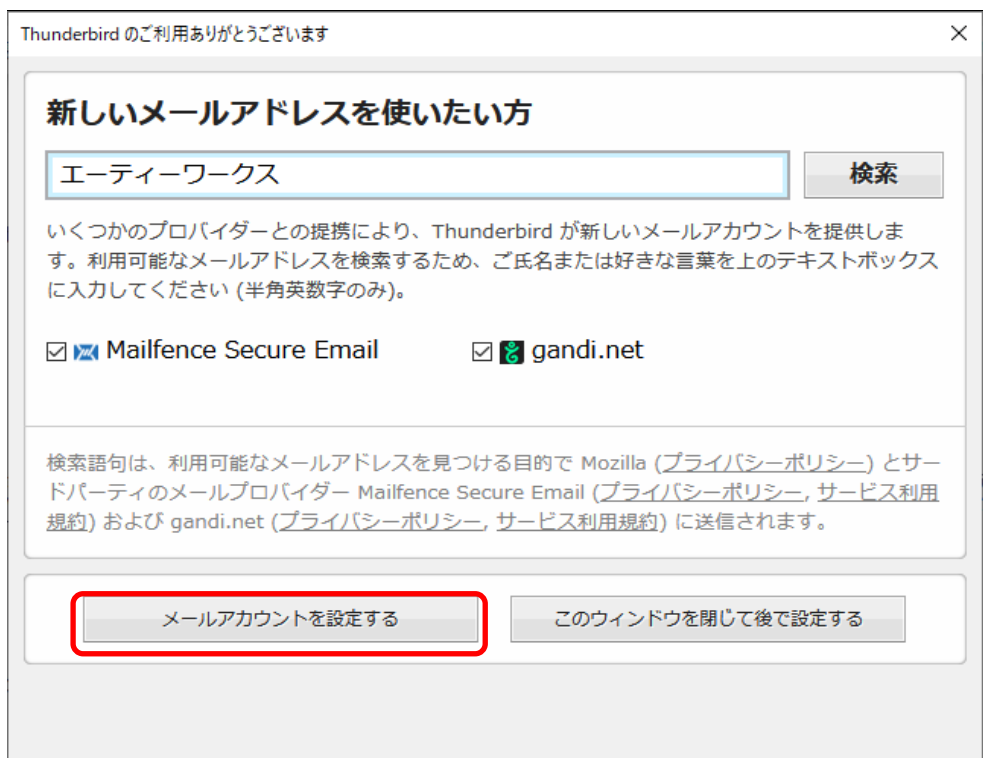 Thunderbird のご利用ありがとうございます
新しいメールアドレスを使いたい方
エーティーワークス
検索
いくつかのプロバイダーとの提携により、Thunderbird が新しいメールアカウントを提供しま
す。利用可能なメールアドレスを検索するため、ご氏名または好きな言葉を上のテキストボックス
に入力してください (半角英数字のみ)。
Mailfence Secure Email
gandi.net
検索語句は、利用可能なメールアドレスを見つける目的で Mozilla (プライバシーポリシー) とサー
ドパーティのメールプロバイダー Mailfence Secure Email (プライバシーポリシー, サービス利用
規約) および gandi.net (プライバシーポリシー, サービス利用規約) に送信されます。
メールアカウントを設定する
このウィンドウを閉じて後で設定する